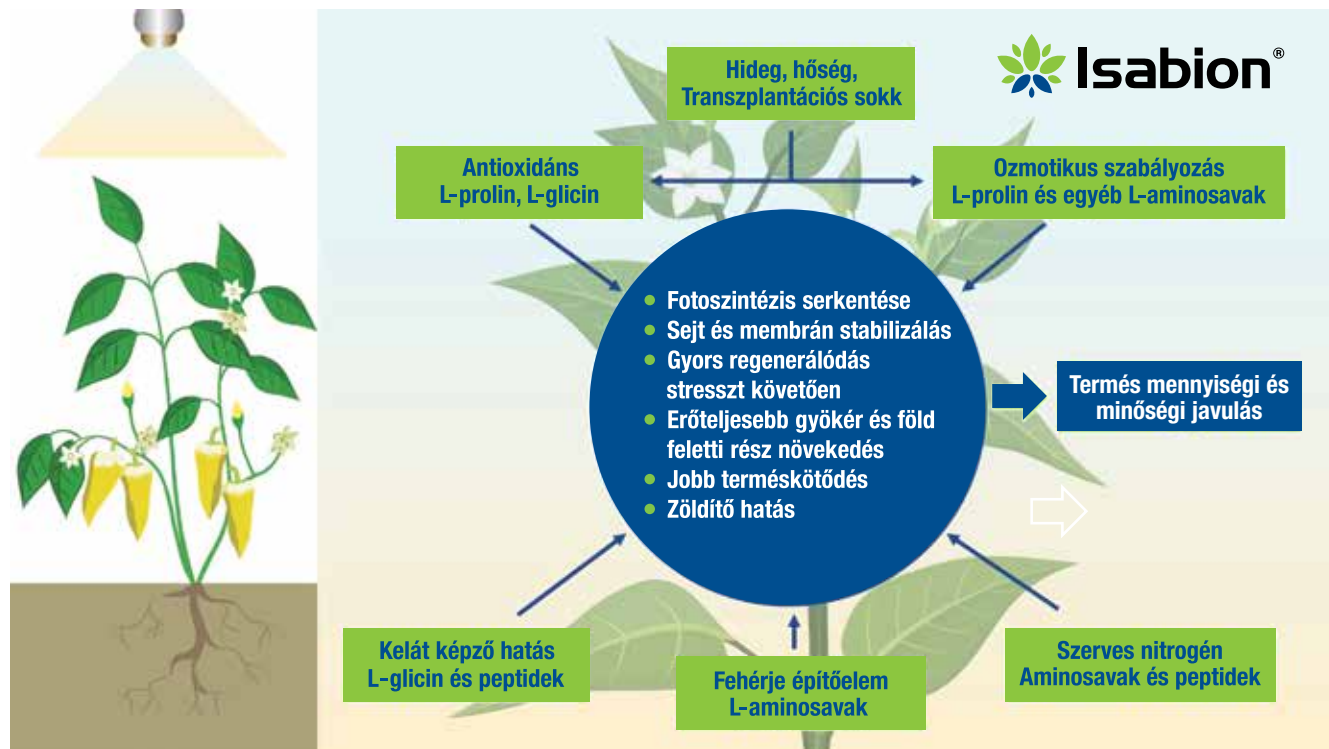 Isabion®
Hideg, hőség,
Transzplantációs sokk
Antioxidáns
L-prolin, L-glicin
Ozmotikus szabályozás
L-prolin és egyéb L-aminosavak
• Fotoszintézis serkentése
• Sejt és membrán stabilizálás
• Gyors regenerálódás
stresszt követően
• Erőteljesebb gyökér és föld
feletti rész növekedés
• Jobb terméskötődés
• Zöldítő hatás
Termés mennyiségi és
minőségi javulás
Kelát képző hatás
L-glicin és peptidek
Fehérje építőelem
L-aminosavak
Szerves nitrogén
Aminosavak és peptidek